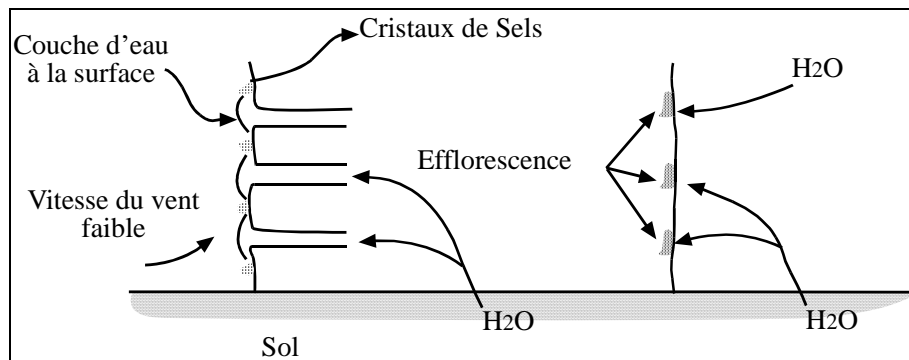 Couche d'eau
à la surface
Cristaux de Sels
H2O
Efflorescence
Vitesse du vent
faible
H2O
H2O
Sol